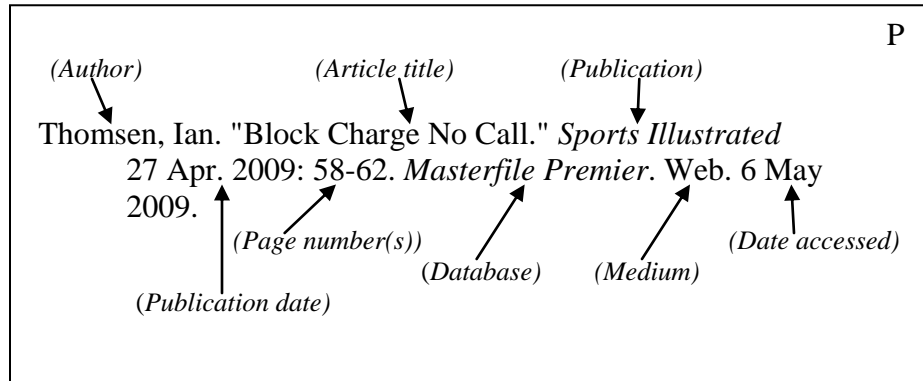 P
(Author) (Article title) (Publication)
Thomsen, Ian. "Block Charge No Call." Sports Illustrated
27 Apr. 2009: 58-62. Masterfile Premier. Web. 6 May
2009.
(Page number(s)) (Date accessed)
(Database) (Medium)
(Publication date)